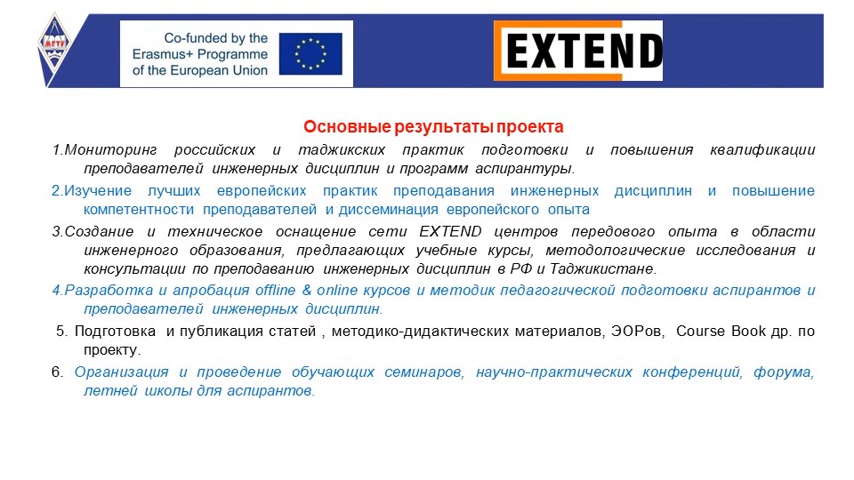 МГТУ
Co-funded by the
Erasmus+ Programme
of the European Union
EXTEND
Основные результаты проекта
1.Мониторинг российских и таджикских практик подготовки и повышения квалификации
преподавателей инженерных дисциплин и программ аспирантуры.
2.Изучение лучших европейских практик преподавания инженерных дисциплин и повышение
компетентности преподавателей и диссеминация европейского опыта
3.Создание и техническое оснащение сети EXTEND центров передового опыта в области
инженерного образования, предлагающих учебные курсы, методологические исследования и
консультации по преподаванию инженерных дисциплин в РФ и Таджикистане.
4.Разработка и апробация offline & online курсов и методик педагогической подготовки аспирантов и
преподавателей инженерных дисциплин.
5. Подготовка и публикация статей , методико-дидактических материалов, ЭОРов, Course Book др. по
проекту.
6. Организация и проведение обучающих семинаров, научно-практических конференций, форума,
летней школы для аспирантов.